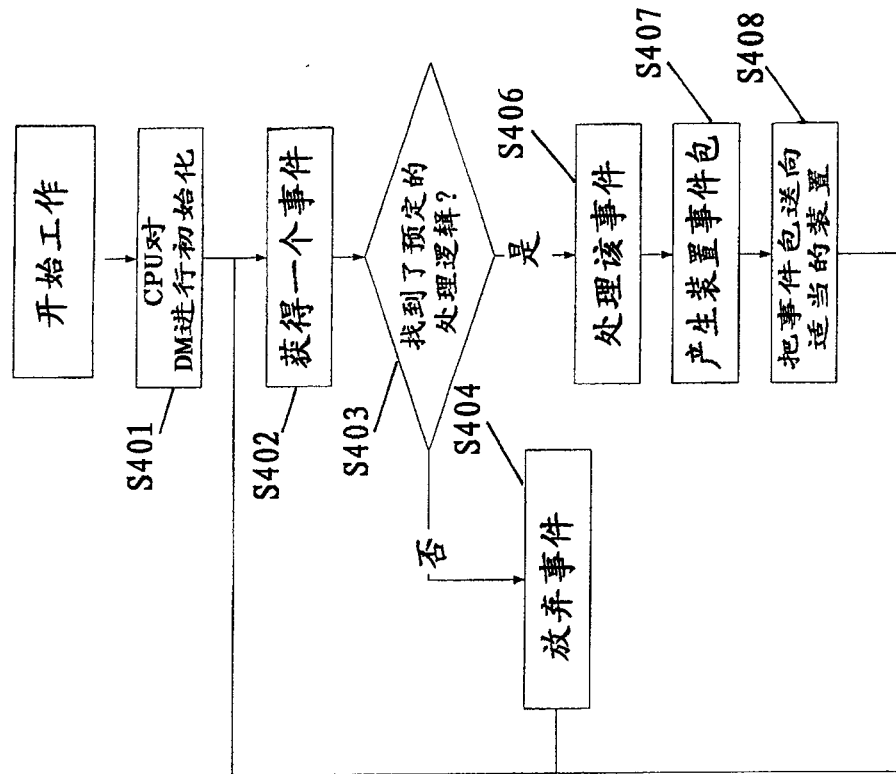 开始工作
CPU对
DM进行初始化
S401
获得一个事件
S402
找到了预定的
处理逻辑?
S403
否
S404
放弃事件
是
处理该事件
S406
产生装置事件包
S407
把事件包送向
适当的装置
S408